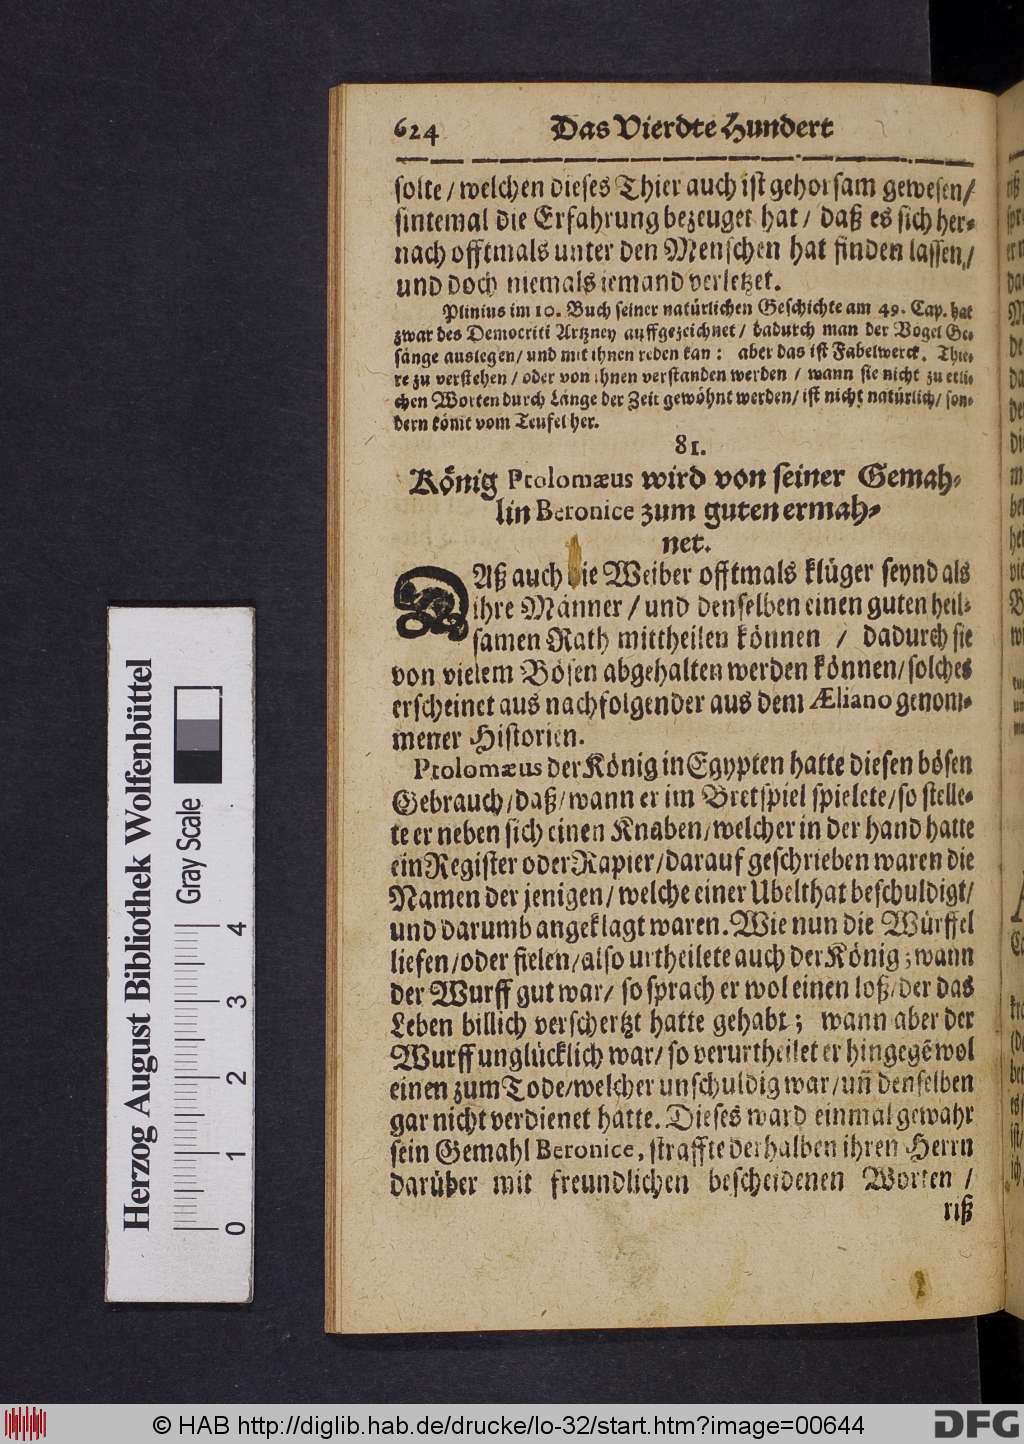 624 Das Vierdte Hundert
solte / welchen dieses Thier auch ist gehorsam gewesen /
sintemal die Erfahrung bezeuget hat / daß es sich her-
nach offtmals unter den Menschen hat finden lassen /
und doch niemals iemand verletzet.
Plinius im 10. Buch seiner natürlichen Geschichte am 49. Cap. hat
zwar des Democriti Artzney auffgezeichnet / dadurch man der Vogel Ge-
sänge auslegen / und mit ihnen reden kan : aber das ist Fabelwerck. Thie-
re zu verstehen / oder von ihnen verstanden werden / wann sie nicht zu etli-
chen Worten durch Länge der Zeit gewöhnt werden / ist nicht natürlich / son-
dern kömt vom Teufel her.
81.
König Ptolomæus wird von seiner Gemah-
lin Beronice zum guten ermah-
net.
DAß auch die Weiber offtmals klüger seynd als
ihre Männer / und denselben einen guten heil-
samen Rath mittheilen können / dadurch sie
von vielem Bösen abgehalten werden können / solches
erscheinet aus nachfolgender aus dem Æliano genom-
mener Historien.
Ptolomæus der König in Egypten hatte diesen bösen
Gebrauch / daß / wann er im Bretspiel spielete / so stelle-
te er neben sich einen Knaben / welcher in der hand hatte
ein Register oder Rapier / darauf geschrieben waren die
Namen der jenigen / welche einer Ubelthat beschuldigt /
und darumb angeklagt waren. Wie nun die Würffel
liefen / oder fielen / also urtheilete auch der König ; wann
der Wurff gut war / so sprach er wol einen loß / der das
Leben billich verschertzt hatte gehabt ; wann aber der
Wurff unglücklich war / so verurtheilet er hingegẽ wol
einen zum Tode / welcher unschuldig war / uñ denselben
gar nicht verdienet hatte. Dieses ward einmal gewahr
sein Gemahl Beronice, straffte derhalben ihren Herrn
darüber mit freundlichen bescheidenen Worten /
riß
Herzog August Bibliothek Wolfenbüttel
Gray Scale
0 1 2 3 4
© HAB http://diglib.hab.de/drucke/lo-32/start.htm?image=00644
DFG